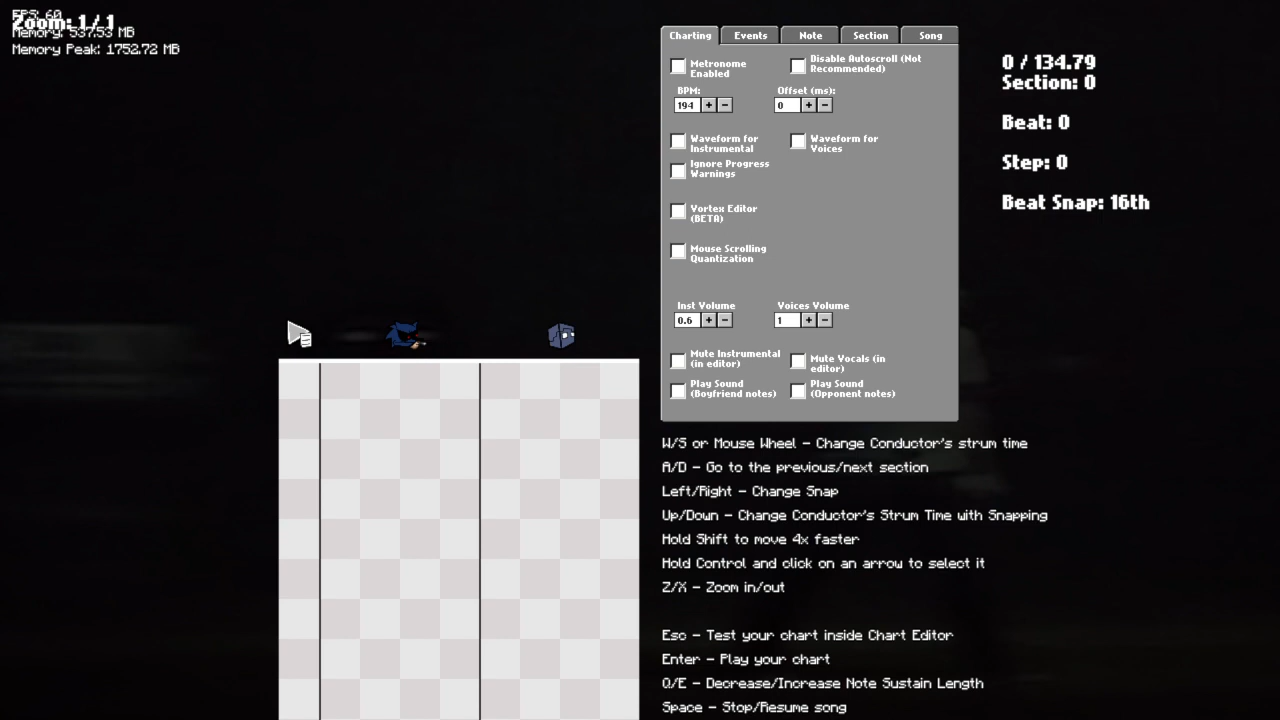 FPS: 60
Zoom: 1 / 1
Memory: 537.53 MB
Memory Peak: 1752.72 MB
Charting
Events
Note
Section
Song
Metronome
Enabled
Disable Autoscroll (Not
Recommended)
BPM:
Offset (ms):
194 + -
0 + -
Waveform for
Instrumental
Waveform for
Voices
Ignore Progress
Warnings
Vortex Editor
(BETA)
Mouse Scrolling
Quantization
Inst Volume
Voices Volume
0.6 + -
1 + -
Mute Instrumental
(in editor)
Mute Vocals (in
editor)
Play Sound
(Boyfriend notes)
Play Sound
(Opponent notes)
0 / 134.79
Section: 0
Beat: 0
Step: 0
Beat Snap: 16th
W/S or Mouse Wheel - Change Conductor's strum time
A/D - Go to the previous/next section
Left/Right - Change Snap
Up/Down - Change Conductor's Strum Time with Snapping
Hold Shift to move 4x faster
Hold Control and click on an arrow to select it
Z/X - Zoom in/out
Esc - Test your chart inside Chart Editor
Enter - Play your chart
Q/E - Decrease/Increase Note Sustain Length
Space - Stop/Resume song